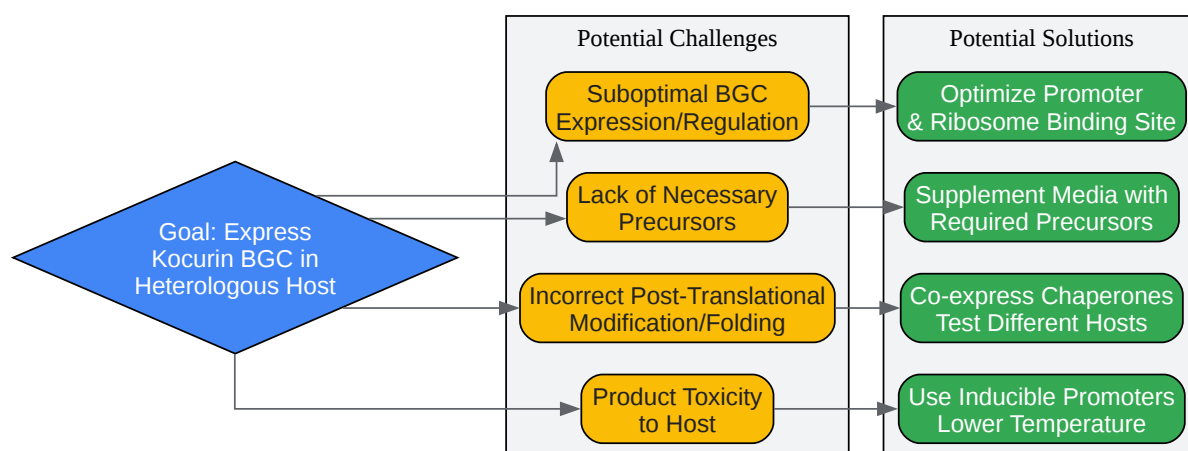 Potential Challenges
Potential Solutions
Suboptimal BGC
Expression/Regulation
Optimize Promoter
& Ribosome Binding Site
Lack of Necessary
Precursors
Supplement Media with
Required Precursors
Goal: Express
Kocurin BGC in
Heterologous Host
Incorrect Post-Translational
Modification/Folding
Co-express Chaperones
Test Different Hosts
Product Toxicity
to Host
Use Inducible Promoters
Lower Temperature